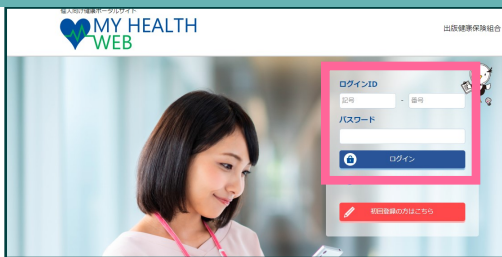 個人向け健康ポータルサイト
MY HEALTH
WEB
出版健康保険組合
ログインID
記号 - 番号
パスワード
ログイン
初回登録の方はこちら